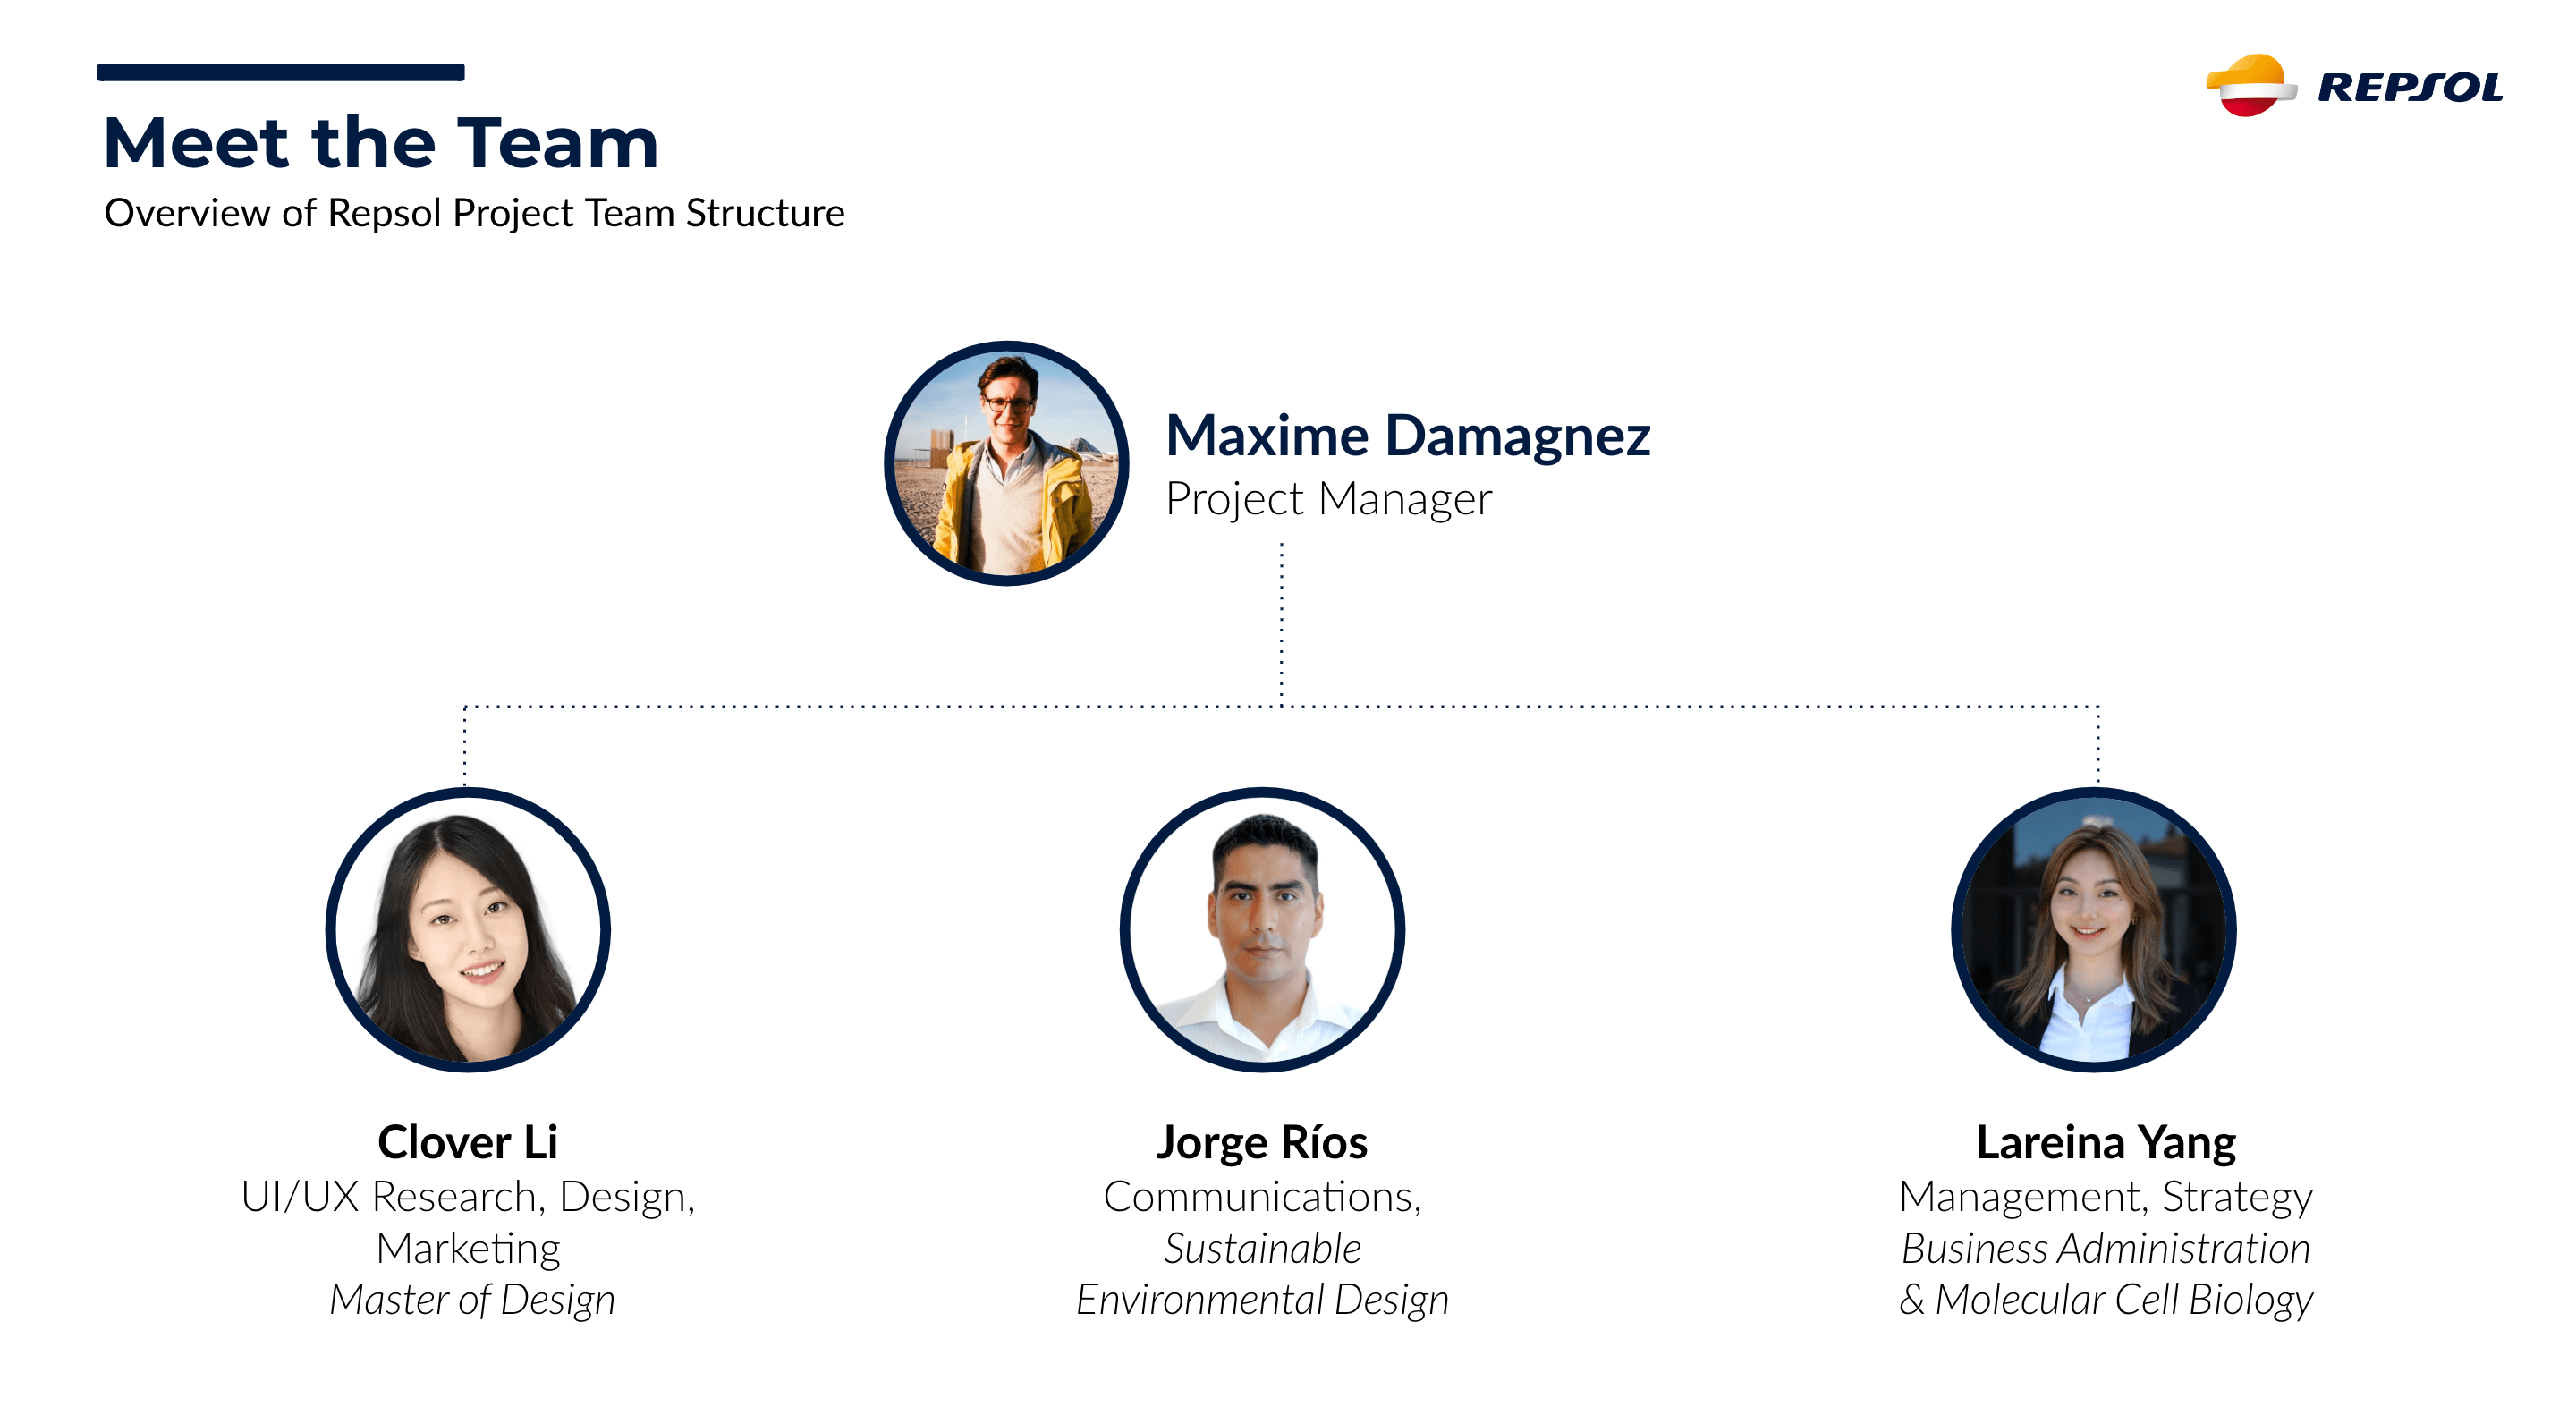 REPSOL
Meet the Team
Overview of Repsol Project Team Structure
Maxime Damagnez
Project Manager
Clover Li
UI/UX Research, Design,
Marketing
Master of Design
Jorge Ríos
Communications,
Sustainable
Environmental Design
Lareina Yang
Management, Strategy
Business Administration
& Molecular Cell Biology